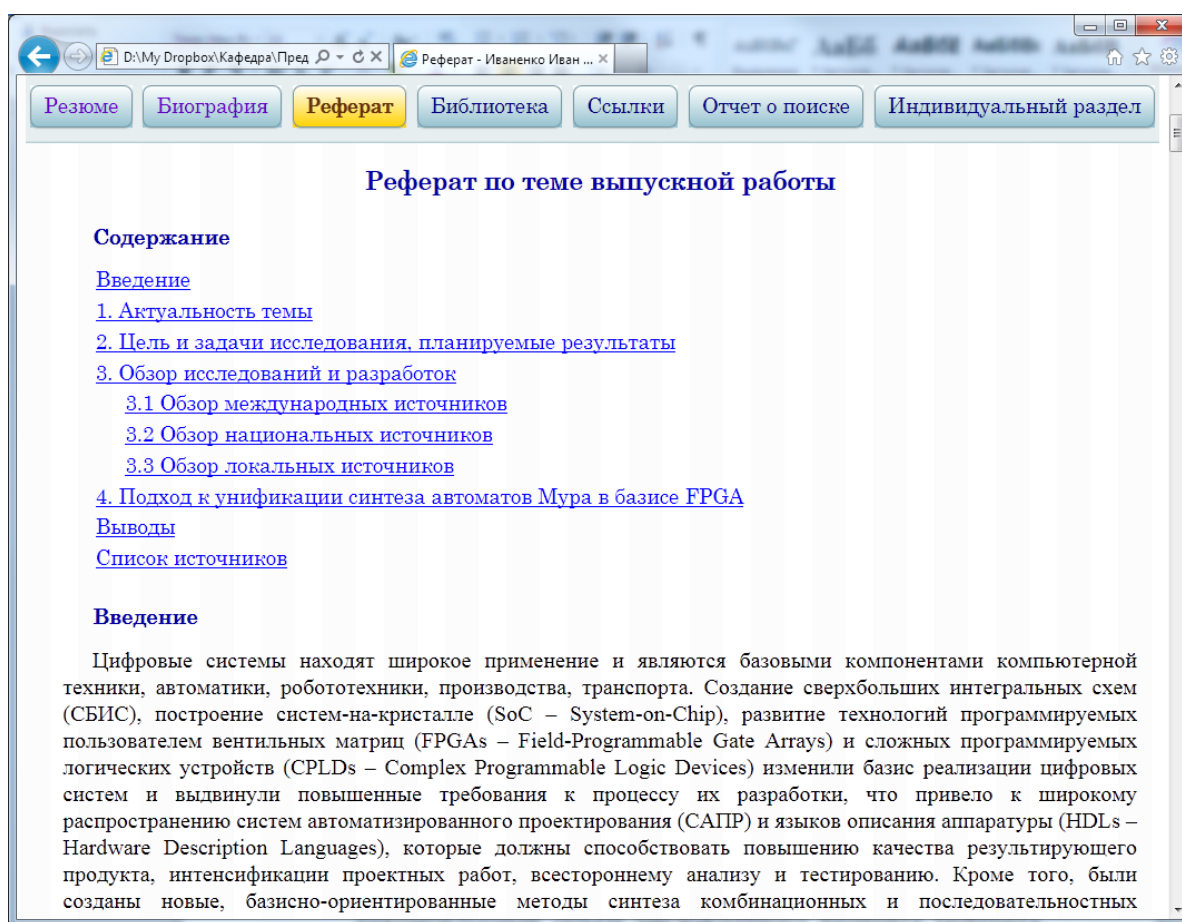 D:\My Dropbox\Кафедра\Пред
Реферат - Иваненко Иван ...
Резюме Биография Реферат Библиотека Ссылки Отчет о поиске Индивидуальный раздел
Реферат по теме выпускной работы
Содержание
Введение
1. Актуальность темы
2. Цель и задачи исследования, планируемые результаты
3. Обзор исследований и разработок
3.1 Обзор международных источников
3.2 Обзор национальных источников
3.3 Обзор локальных источников
4. Подход к унификации синтеза автоматов Мура в базисе FPGA
Выводы
Список источников
Введение
Цифровые системы находят широкое применение и являются базовыми компонентами компьютерной
техники, автоматики, робототехники, производства, транспорта. Создание сверхбольших интегральных схем
(СБИС), построение систем-на-кристалле (SoC – System-on-Chip), развитие технологий программируемых
пользователем вентильных матриц (FPGAs – Field-Programmable Gate Arrays) и сложных программируемых
логических устройств (CPLDs – Complex Programmable Logic Devices) изменили базис реализации цифровых
систем и выдвинули повышенные требования к процессу их разработки, что привело к широкому
распространению систем автоматизированного проектирования (САПР) и языков описания аппаратуры (HDLs –
Hardware Description Languages), которые должны способствовать повышению качества результирующего
продукта, интенсификации проектных работ, всестороннему анализу и тестированию. Кроме того, были
созданы новые, базисно-ориентированные методы синтеза комбинационных и последовательностных